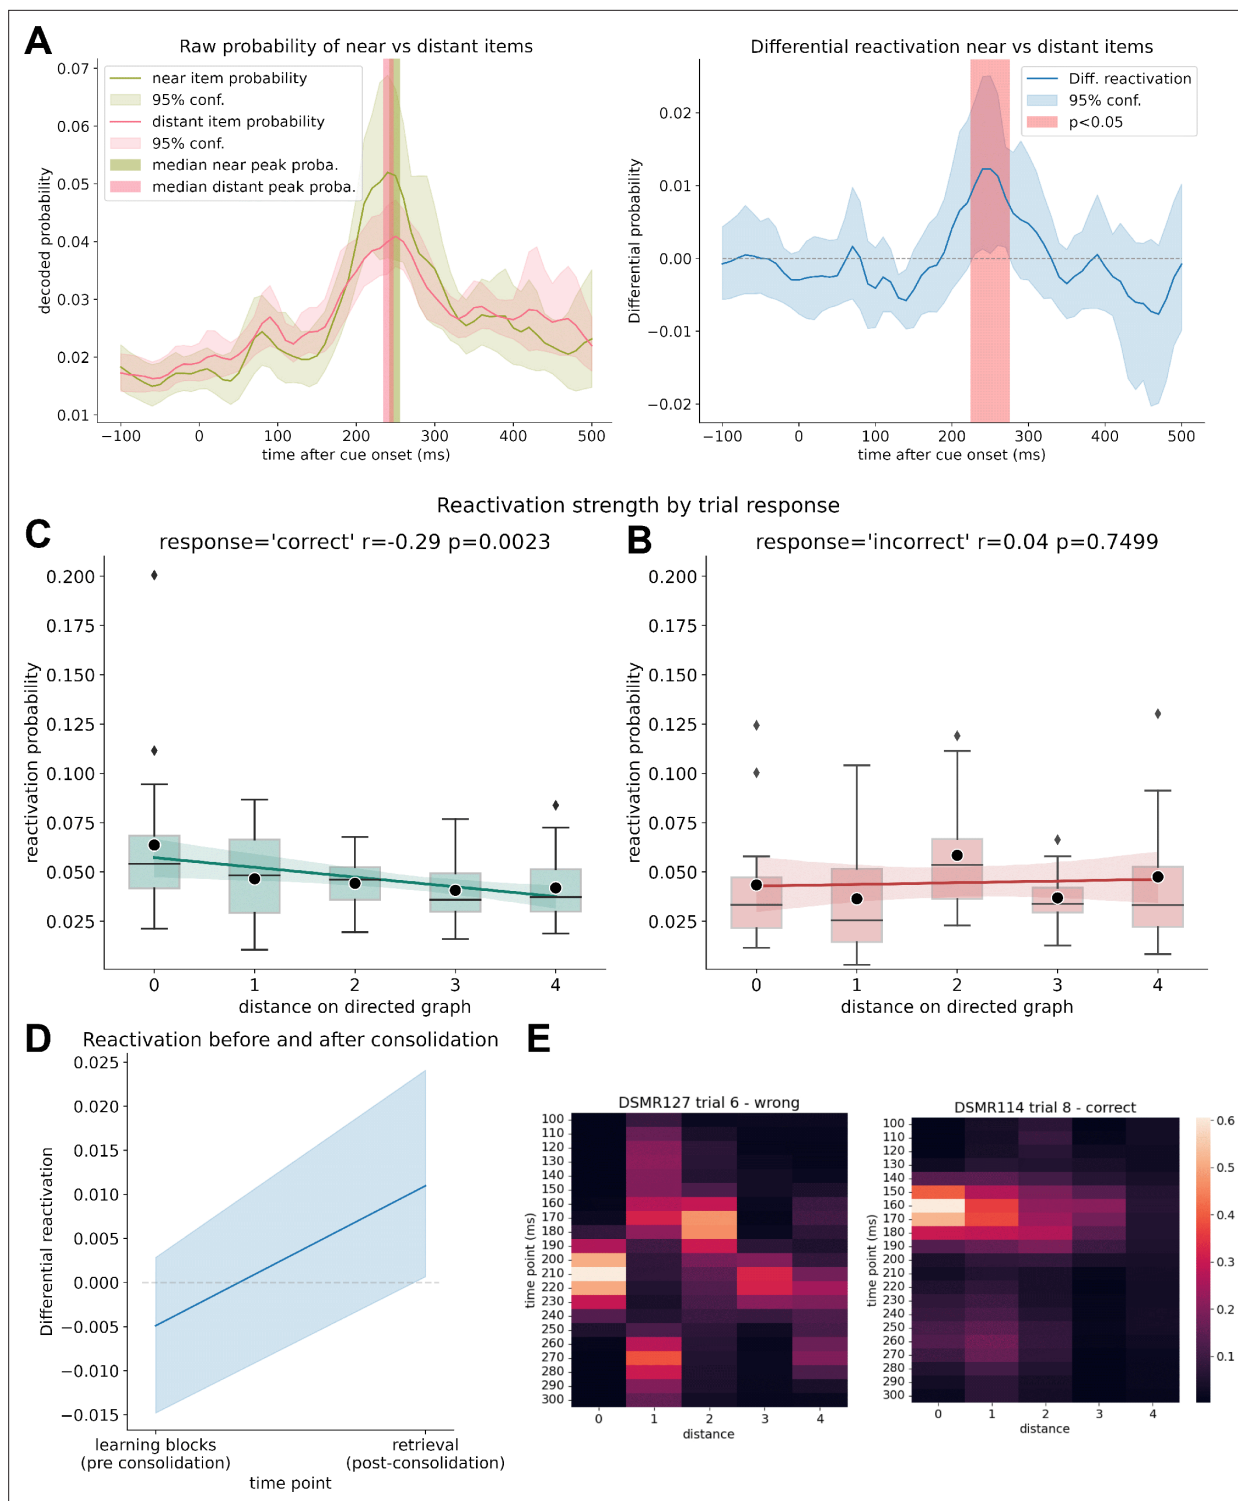 A
Raw probability of near vs distant items
0.07
0.06
0.05
0.04
0.03
0.02
0.01
decoded probability
near item probability
95% conf.
distant item probability
95% conf.
median near peak proba.
median distant peak proba.
−100 0 100 200 300 400 500
time after cue onset (ms)
Differential reactivation near vs distant items
0.02
0.01
0.00
−0.01
−0.02
Differential probability
Diff. reactivation
95% conf.
p<0.05
−100 0 100 200 300 400 500
time after cue onset (ms)
Reactivation strength by trial response
C
response='correct' r=-0.29 p=0.0023
0.200
0.175
0.150
0.125
0.100
0.075
0.050
0.025
reactivation probability
0 1 2 3 4
distance on directed graph
B
response='incorrect' r=0.04 p=0.7499
0.200
0.175
0.150
0.125
0.100
0.075
0.050
0.025
reactivation probability
0 1 2 3 4
distance on directed graph
D
Reactivation before and after consolidation
0.025
0.020
0.015
0.010
0.005
0.000
−0.005
−0.010
−0.015
Differential reactivation
learning blocks
(pre consolidation)
retrieval
(post-consolidation)
time point
E
DSMR127 trial 6 - wrong
100
110
120
130
140
150
160
170
180
190
200
210
220
230
240
250
260
270
280
290
300
time point (ms)
0 1 2 3 4
distance
DSMR114 trial 8 - correct
100
110
120
130
140
150
160
170
180
190
200
210
220
230
240
250
260
270
280
290
300
time point (ms)
0 1 2 3 4
distance
0.6
0.5
0.4
0.3
0.2
0.1